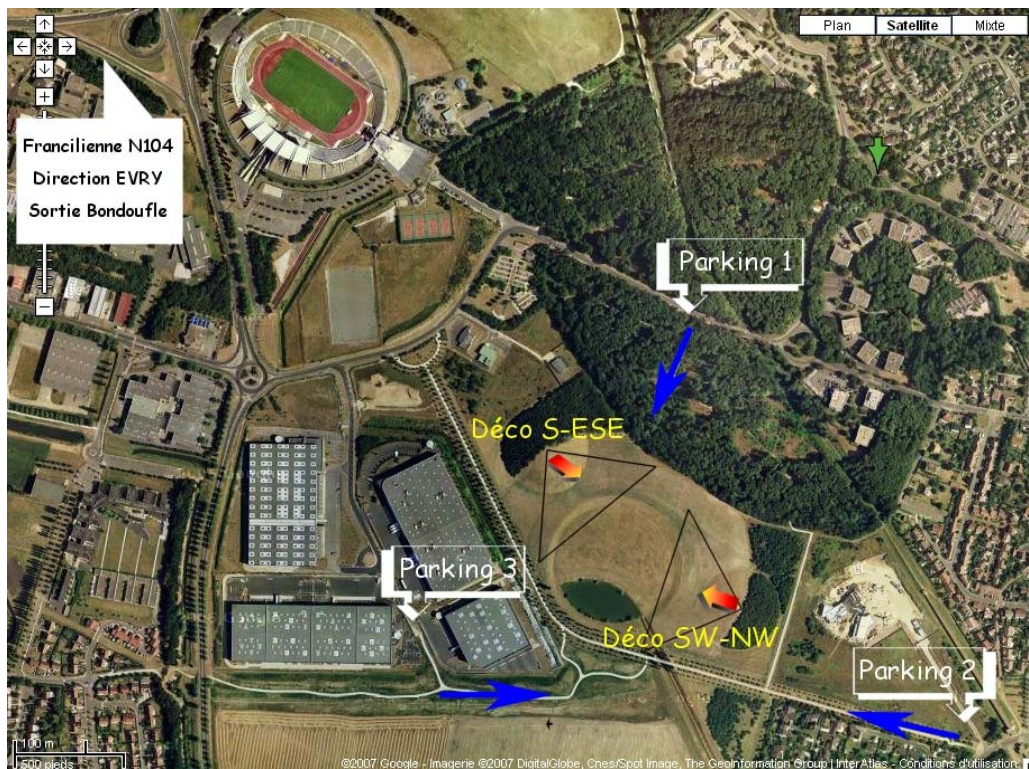 Plan Satellite Mixte
Francilienne N104
Direction EVRY
Sortie Bondoufle
Parking 1
Déco S-ESE
Parking 3
Déco SW-NW
Parking 2
100 m
500 pieds
©2007 Google - Imagerie ©2007 DigitalGlobe, Cnes/Spot Image, The GeoInformation Group | InterAtlas - Conditions d'utilisation